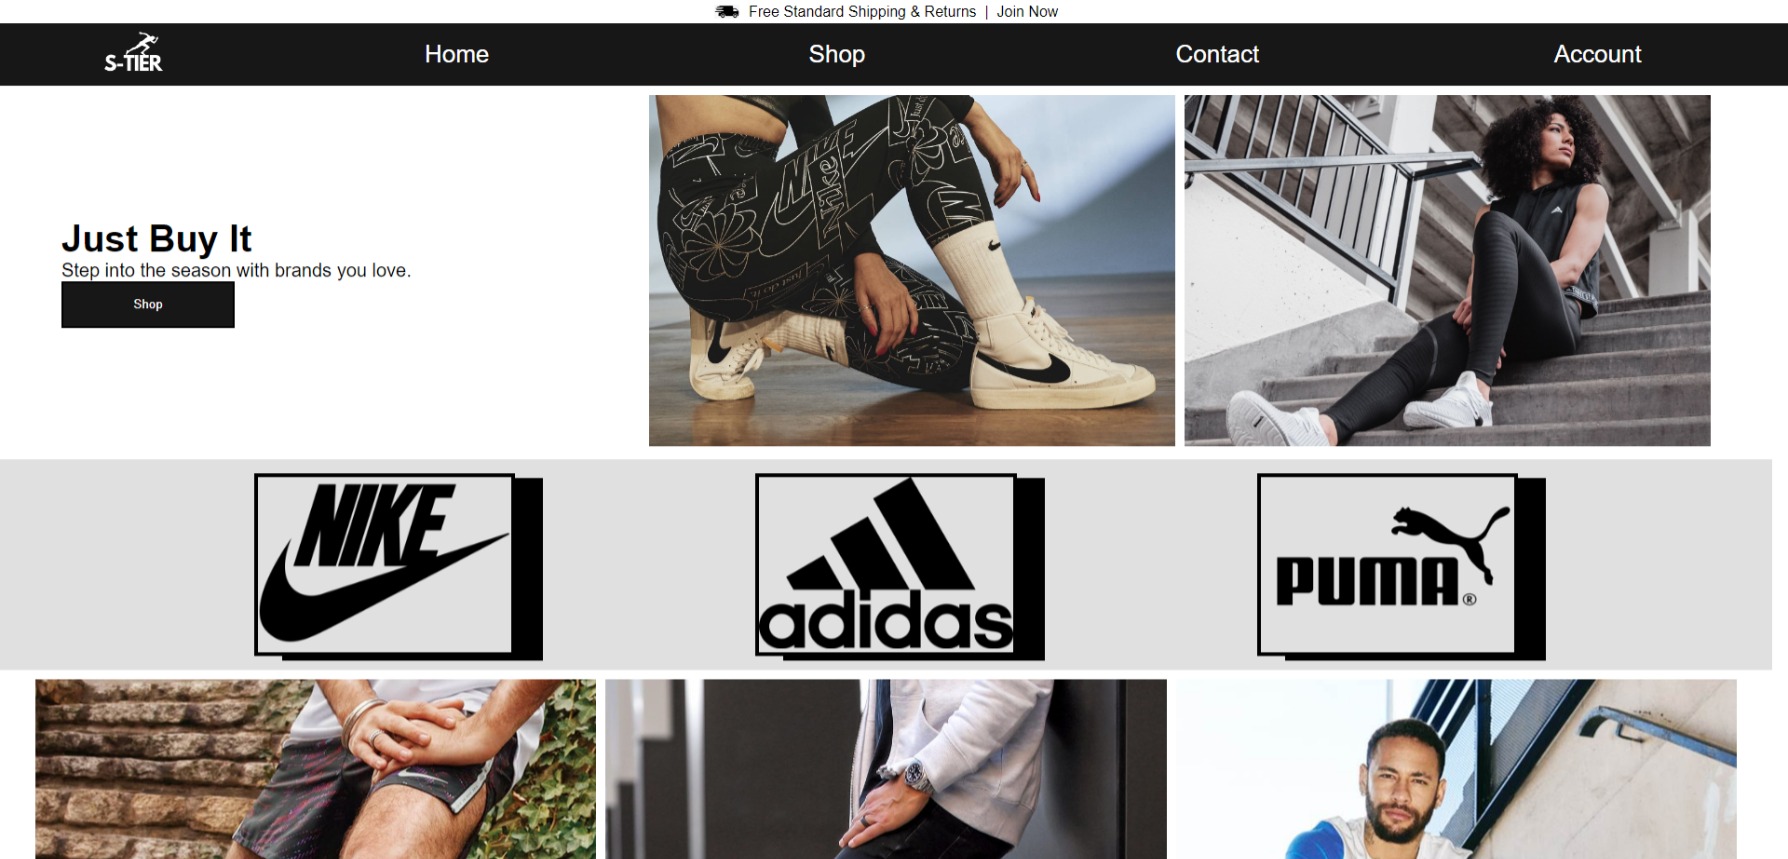 Free Standard Shipping & Returns | Join Now
S-TIER
Home
Shop
Contact
Account
Just Buy It
Step into the season with brands you love.
Shop
NIKE
adidas
PUMA®